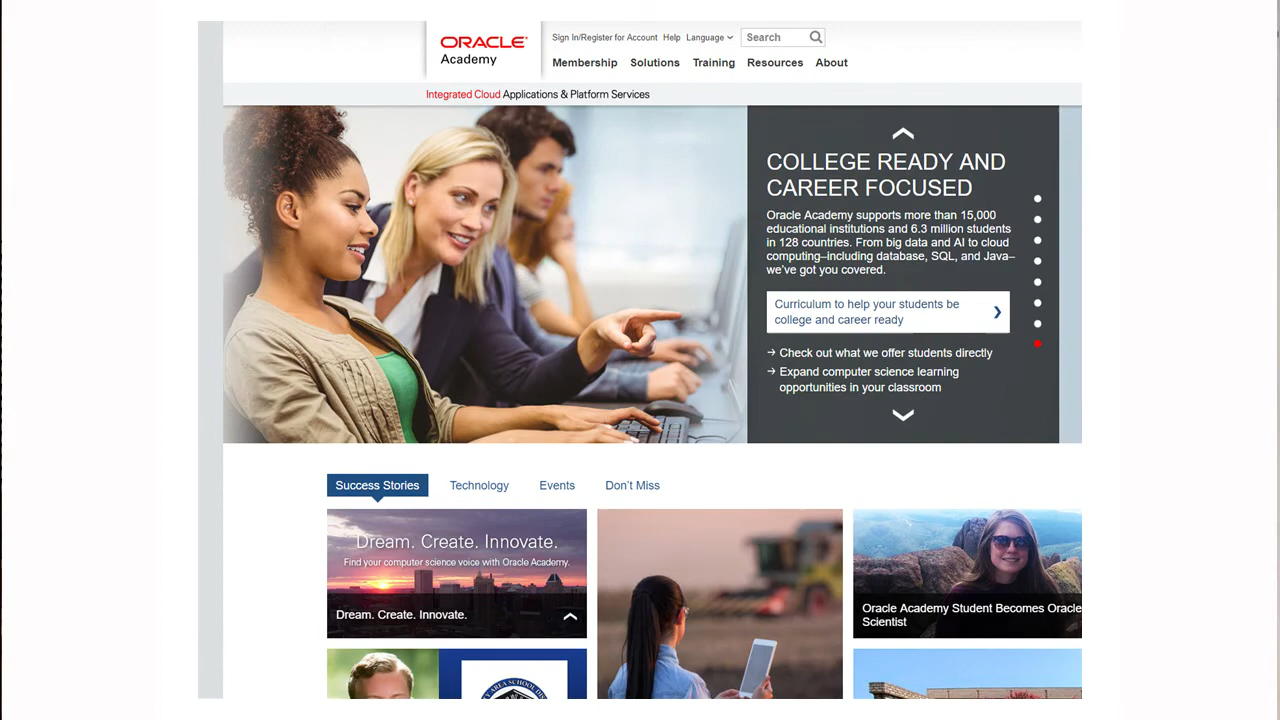 ORACLE
Academy
Sign In/Register for Account Help Language Search
Membership Solutions Training Resources About
Integrated Cloud Applications & Platform Services
COLLEGE READY AND
CAREER FOCUSED
Oracle Academy supports more than 15,000
educational institutions and 6.3 million students
in 128 countries. From big data and AI to cloud
computing–including database, SQL, and Java–
we've got you covered.
Curriculum to help your students be
college and career ready
Check out what we offer students directly
Expand computer science learning
opportunities in your classroom
Success Stories Technology Events Don't Miss
Dream. Create. Innovate.
Find your computer science voice with Oracle Academy.
Dream. Create. Innovate.
Oracle Academy Student Becomes Oracle
Scientist
AREA SCHOOL